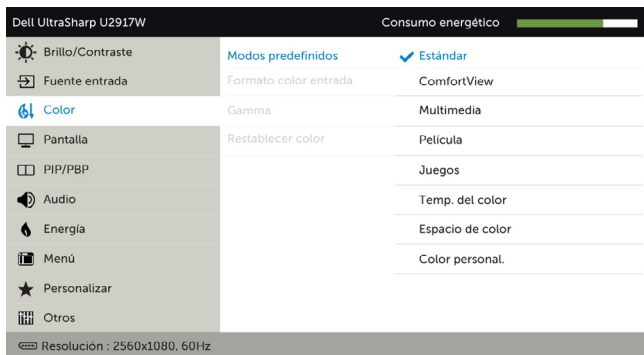 Dell UltraSharp U2917W
Consumo energético
Brillo/Contraste
Fuente entrada
Color
Pantalla
PIP/PBP
Audio
Energía
Menú
Personalizar
Otros
Modos predefinidos
Formato color entrada
Gamma
Restablecer color
Estándar
ComfortView
Multimedia
Película
Juegos
Temp. del color
Espacio de color
Color personal.
Resolución : 2560x1080, 60Hz